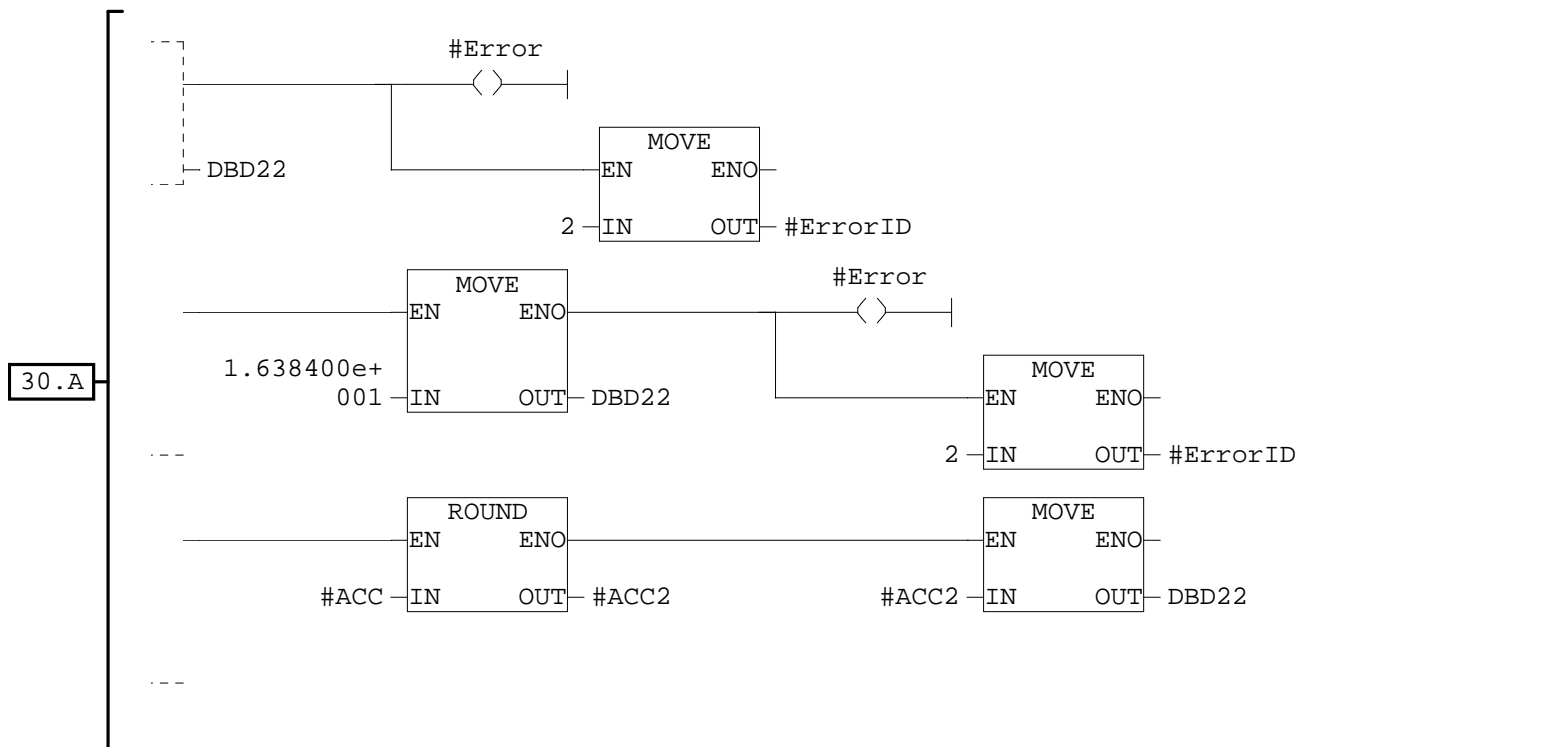 #Error
MOVE
DBD22
EN ENO
2 IN OUT #ErrorID
MOVE
#Error
EN ENO
30.A
1.638400e+
001 IN OUT DBD22
MOVE
EN ENO
2 IN OUT #ErrorID
ROUND
MOVE
EN ENO
EN ENO
#ACC IN OUT #ACC2
#ACC2 IN OUT DBD22